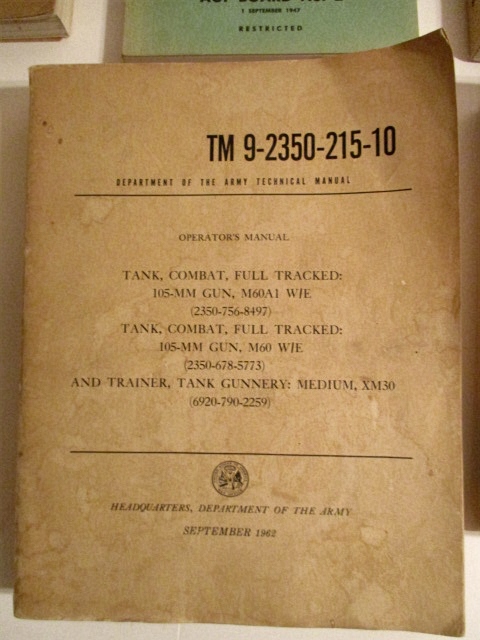 1 SEPTEMBER 1947
RESTRICTED
TM 9-2350-215-10
DEPARTMENT OF THE ARMY TECHNICAL MANUAL
OPERATOR'S MANUAL
TANK, COMBAT, FULL TRACKED:
105-MM GUN, M60A1 W/E
(2350-756-8497)
TANK, COMBAT, FULL TRACKED:
105-MM GUN, M60 W/E
(2350-678-5773)
AND TRAINER, TANK GUNNERY: MEDIUM, XM30
(6920-790-2259)
HEADQUARTERS, DEPARTMENT OF THE ARMY
SEPTEMBER 1962